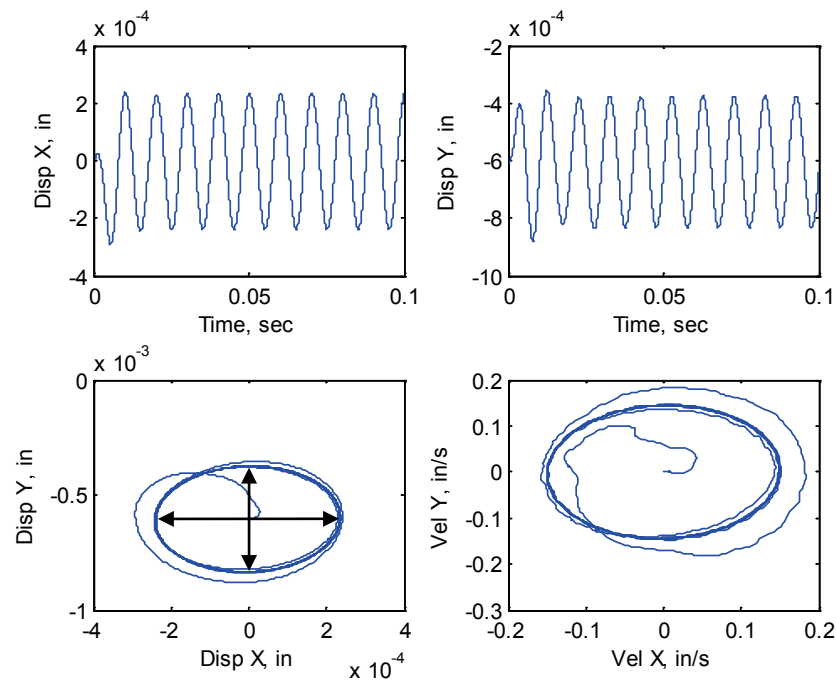 x 10-4
4
2
0
-2
-4
Disp X, in
0
0.05
0.1
Time, sec
x 10-4
-2
-4
-6
-8
-10
Disp Y, in
0
0.05
0.1
Time, sec
x 10-3
0
-0.5
-1
Disp Y, in
-4
-2
0
2
4
Disp X, in
x 10-4
0.2
0.1
0
-0.1
-0.2
-0.3
Vel Y, in/s
-0.2
-0.1
0
0.1
0.2
Vel X, in/s